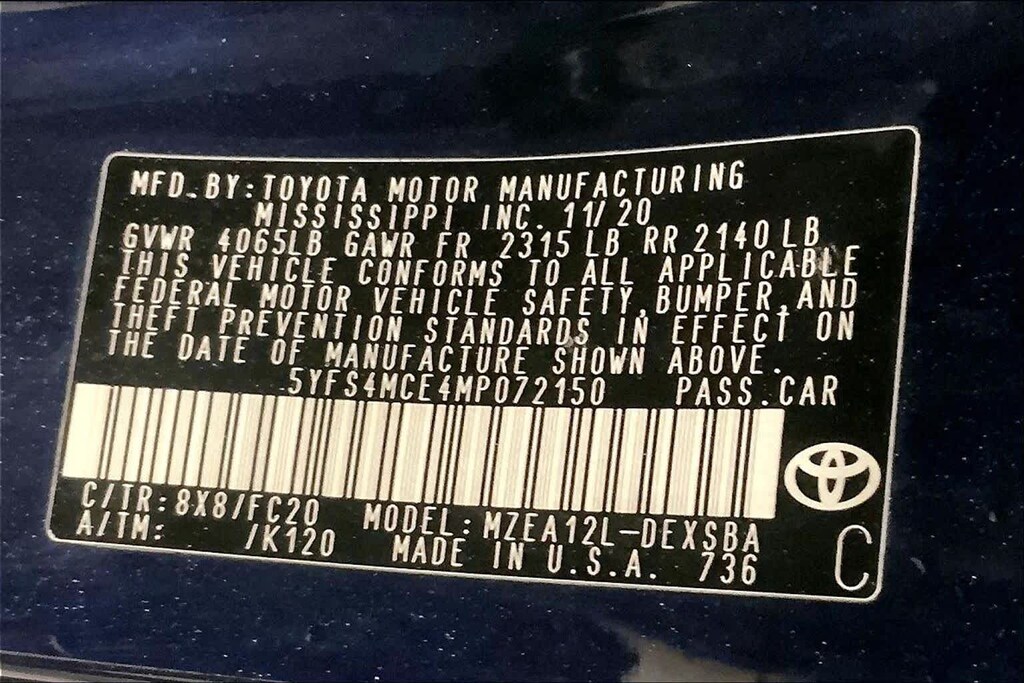 MFD.BY:TOYOTA MOTOR MANUFACTURING
MISSISSIPPI INC. 11/20
GVWR 4065LB GAWR FR 2315 LB RR 2140 LB
THIS VEHICLE CONFORMS TO ALL APPLICABLE
FEDERAL MOTOR VEHICLE SAFETY, BUMPER, AND
THEFT PREVENTION STANDARDS IN EFFECT ON
THE DATE OF MANUFACTURE SHOWN ABOVE.
5YFS4MCE4MP072150 PASS.CAR
C/TR:8X8/FC20 MODEL: MZEA12L-DEXSBA
A/TM: /K120 MADE IN U.S.A. 736 C